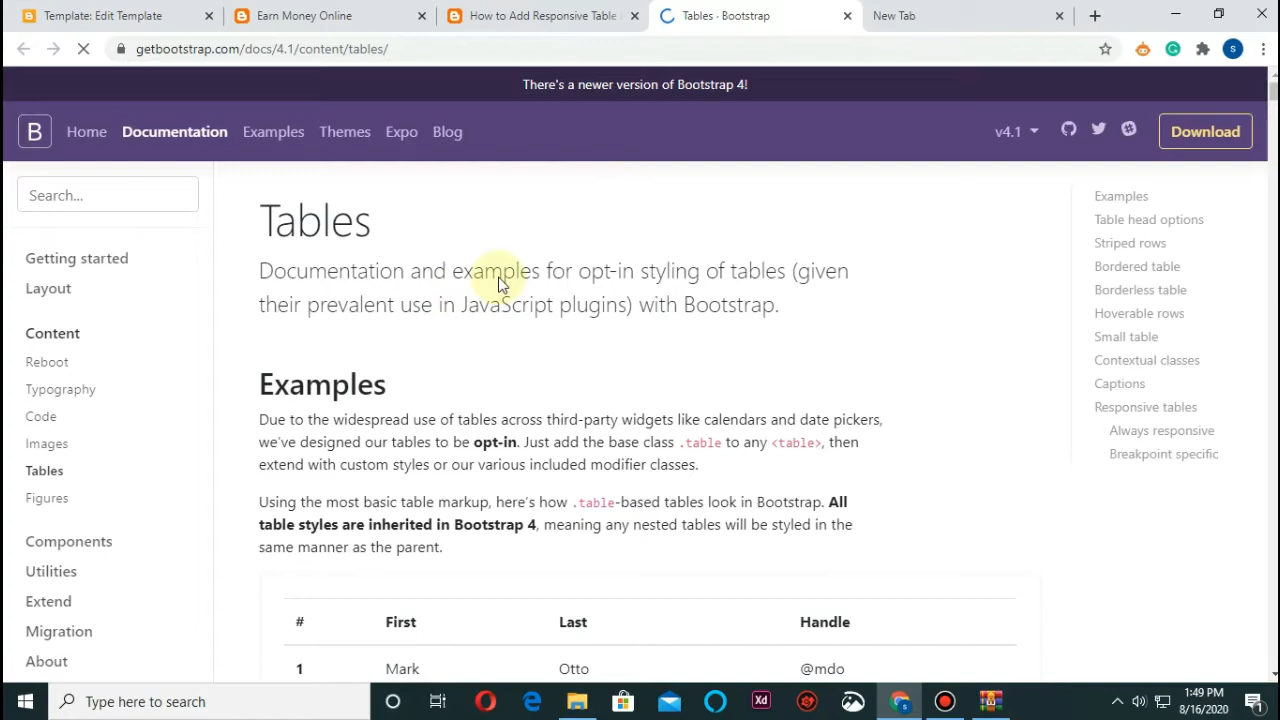 Template: Edit Template
Earn Money Online
How to Add Responsive Table
Tables · Bootstrap
New Tab
getbootstrap.com/docs/4.1/content/tables/
S
There's a newer version of Bootstrap 4!
B
Home
Documentation
Examples
Themes
Expo
Blog
v4.1
Download
Search...
Getting started
Layout
Content
Reboot
Typography
Code
Images
Tables
Figures
Components
Utilities
Extend
Migration
About
Tables
Documentation and examples for opt-in styling of tables (given
their prevalent use in JavaScript plugins) with Bootstrap.
Examples
Due to the widespread use of tables across third-party widgets like calendars and date pickers,
we've designed our tables to be opt-in. Just add the base class .table to any <table>, then
extend with custom styles or our various included modifier classes.
Using the most basic table markup, here's how .table-based tables look in Bootstrap. All
table styles are inherited in Bootstrap 4, meaning any nested tables will be styled in the
same manner as the parent.
# First Last Handle
1 Mark Otto @mdo
Examples
Table head options
Striped rows
Bordered table
Borderless table
Hoverable rows
Small table
Contextual classes
Captions
Responsive tables
Always responsive
Breakpoint specific
Type here to search
Xd
1:49 PM
8/16/2020
1